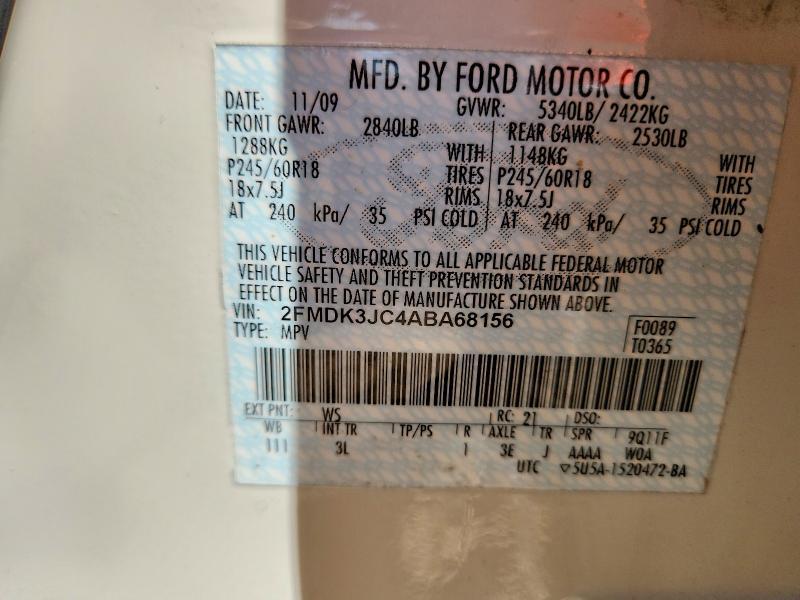 MFD. BY FORD MOTOR CO.
DATE: 11/09 GVWR: 5340LB/ 2422KG
FRONT GAWR: 2840LB REAR GAWR: 2530LB
1288KG WITH 1148KG WITH
P245/60R18 TIRES P245/60R18 TIRES
18x7.5J RIMS 18x7.5J RIMS
AT 240 kPa/ 35 PSI COLD AT 240 kPa/ 35 PSI COLD
THIS VEHICLE CONFORMS TO ALL APPLICABLE FEDERAL MOTOR
VEHICLE SAFETY AND THEFT PREVENTION STANDARDS IN
EFFECT ON THE DATE OF MANUFACTURE SHOWN ABOVE.
VIN: 2FMDK3JC4ABA68156 F0089
TYPE: MPV T0365
EXT PNT: WS RC: 21 DSO:
WB INT TR TP/PS R AXLE TR SPR 9Q11F
111 3L 1 3E J AAAA WOA
UTC ▽5U5A-1520472-BA